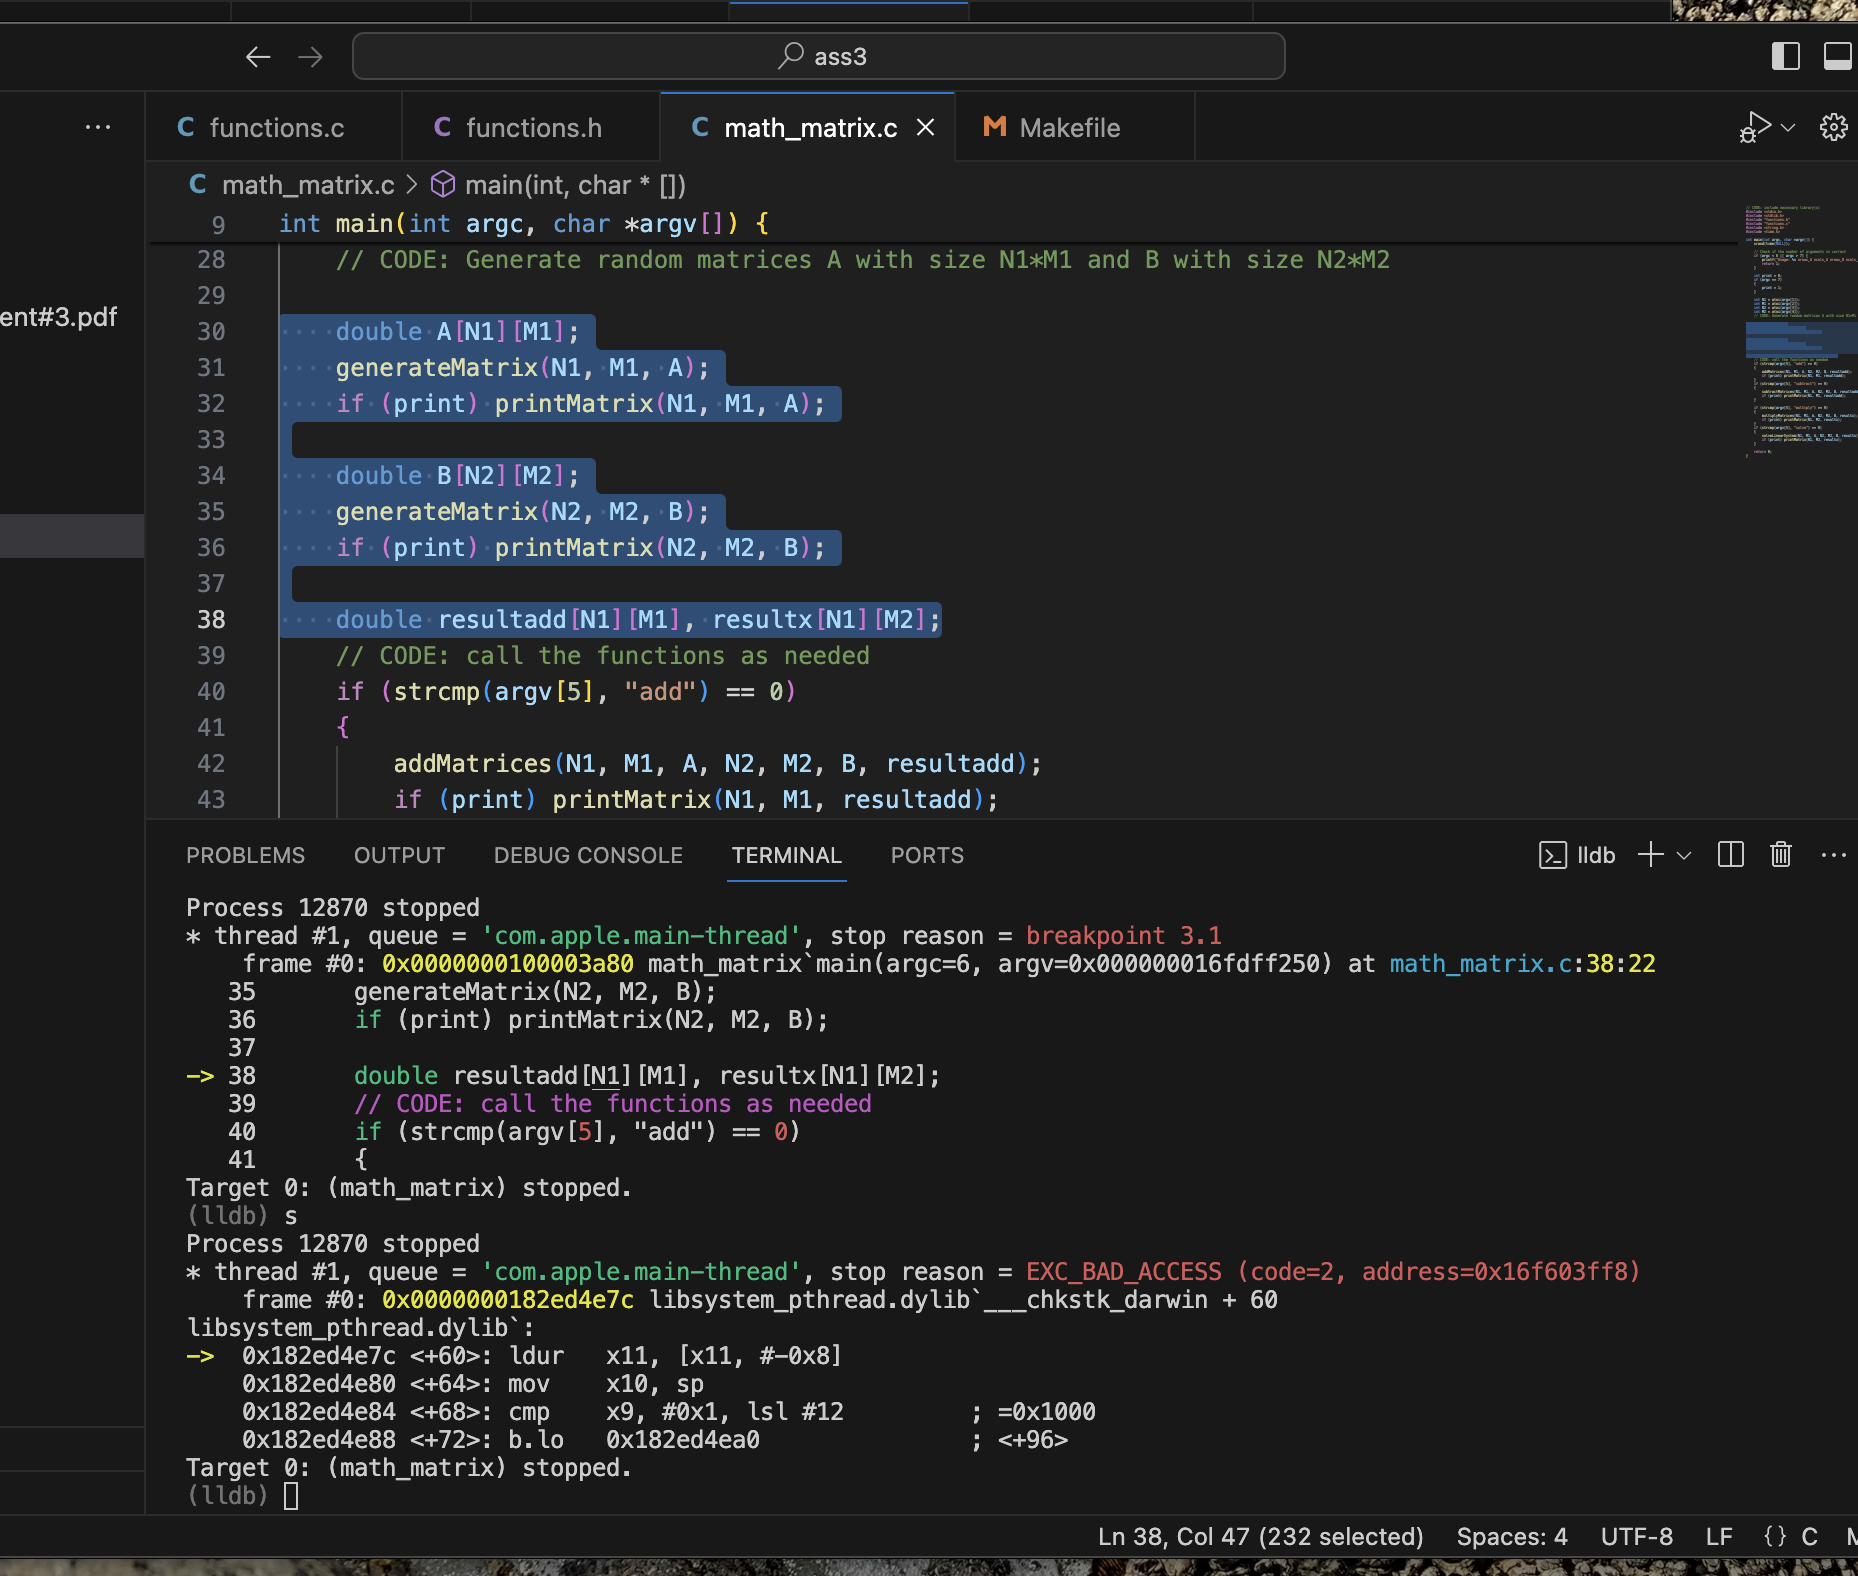 ass3
functions.c
functions.h
math_matrix.c
Makefile
math_matrix.c > main(int, char * [])
ent#3.pdf
9 int main(int argc, char *argv[]) {
28 // CODE: Generate random matrices A with size N1*M1 and B with size N2*M2
29
30 double A[N1][M1];
31 generateMatrix(N1, M1, A);
32 if (print) printMatrix(N1, M1, A);
33
34 double B[N2][M2];
35 generateMatrix(N2, M2, B);
36 if (print) printMatrix(N2, M2, B);
37
38 double resultadd[N1][M1], resultx[N1][M2];
39 // CODE: call the functions as needed
40 if (strcmp(argv[5], "add") == 0)
41 {
42 addMatrices(N1, M1, A, N2, M2, B, resultadd);
43 if (print) printMatrix(N1, M1, resultadd);
PROBLEMS OUTPUT DEBUG CONSOLE TERMINAL PORTS
lldb
Process 12870 stopped
* thread #1, queue = 'com.apple.main-thread', stop reason = breakpoint 3.1
frame #0: 0x0000000100003a80 math_matrix`main(argc=6, argv=0x000000016fdff250) at math_matrix.c:38:22
35 generateMatrix(N2, M2, B);
36 if (print) printMatrix(N2, M2, B);
37
-> 38 double resultadd[N1][M1], resultx[N1][M2];
39 // CODE: call the functions as needed
40 if (strcmp(argv[5], "add") == 0)
41 {
Target 0: (math_matrix) stopped.
(lldb) s
Process 12870 stopped
* thread #1, queue = 'com.apple.main-thread', stop reason = EXC_BAD_ACCESS (code=2, address=0x16f603ff8)
frame #0: 0x0000000182ed4e7c libsystem_pthread.dylib`___chkstk_darwin + 60
libsystem_pthread.dylib`:
-> 0x182ed4e7c <+60>: ldur x11, [x11, #-0x8]
0x182ed4e80 <+64>: mov x10, sp
0x182ed4e84 <+68>: cmp x9, #0x1, lsl #12 ; =0x1000
0x182ed4e88 <+72>: b.lo 0x182ed4ea0 ; <+96>
Target 0: (math_matrix) stopped.
(lldb)
Ln 38, Col 47 (232 selected) Spaces: 4 UTF-8 LF {} C